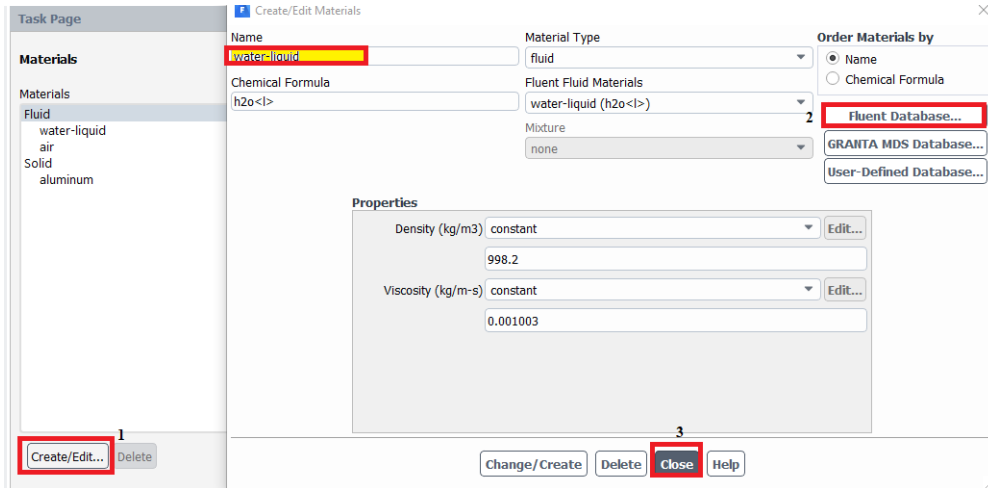 Task Page
Materials
Materials
Fluid
water-liquid
air
Solid
aluminum
1
Create/Edit...
Delete
F
Create/Edit Materials
Name
water-liquid
Chemical Formula
h2o<l>
Material Type
fluid
Fluent Fluid Materials
water-liquid (h2o<l>)
Mixture
none
Order Materials by
Name
Chemical Formula
2
Fluent Database...
GRANTA MDS Database...
User-Defined Database...
Properties
Density (kg/m3) constant Edit...
998.2
Viscosity (kg/m-s) constant Edit...
0.001003
3
Change/Create Delete Close Help